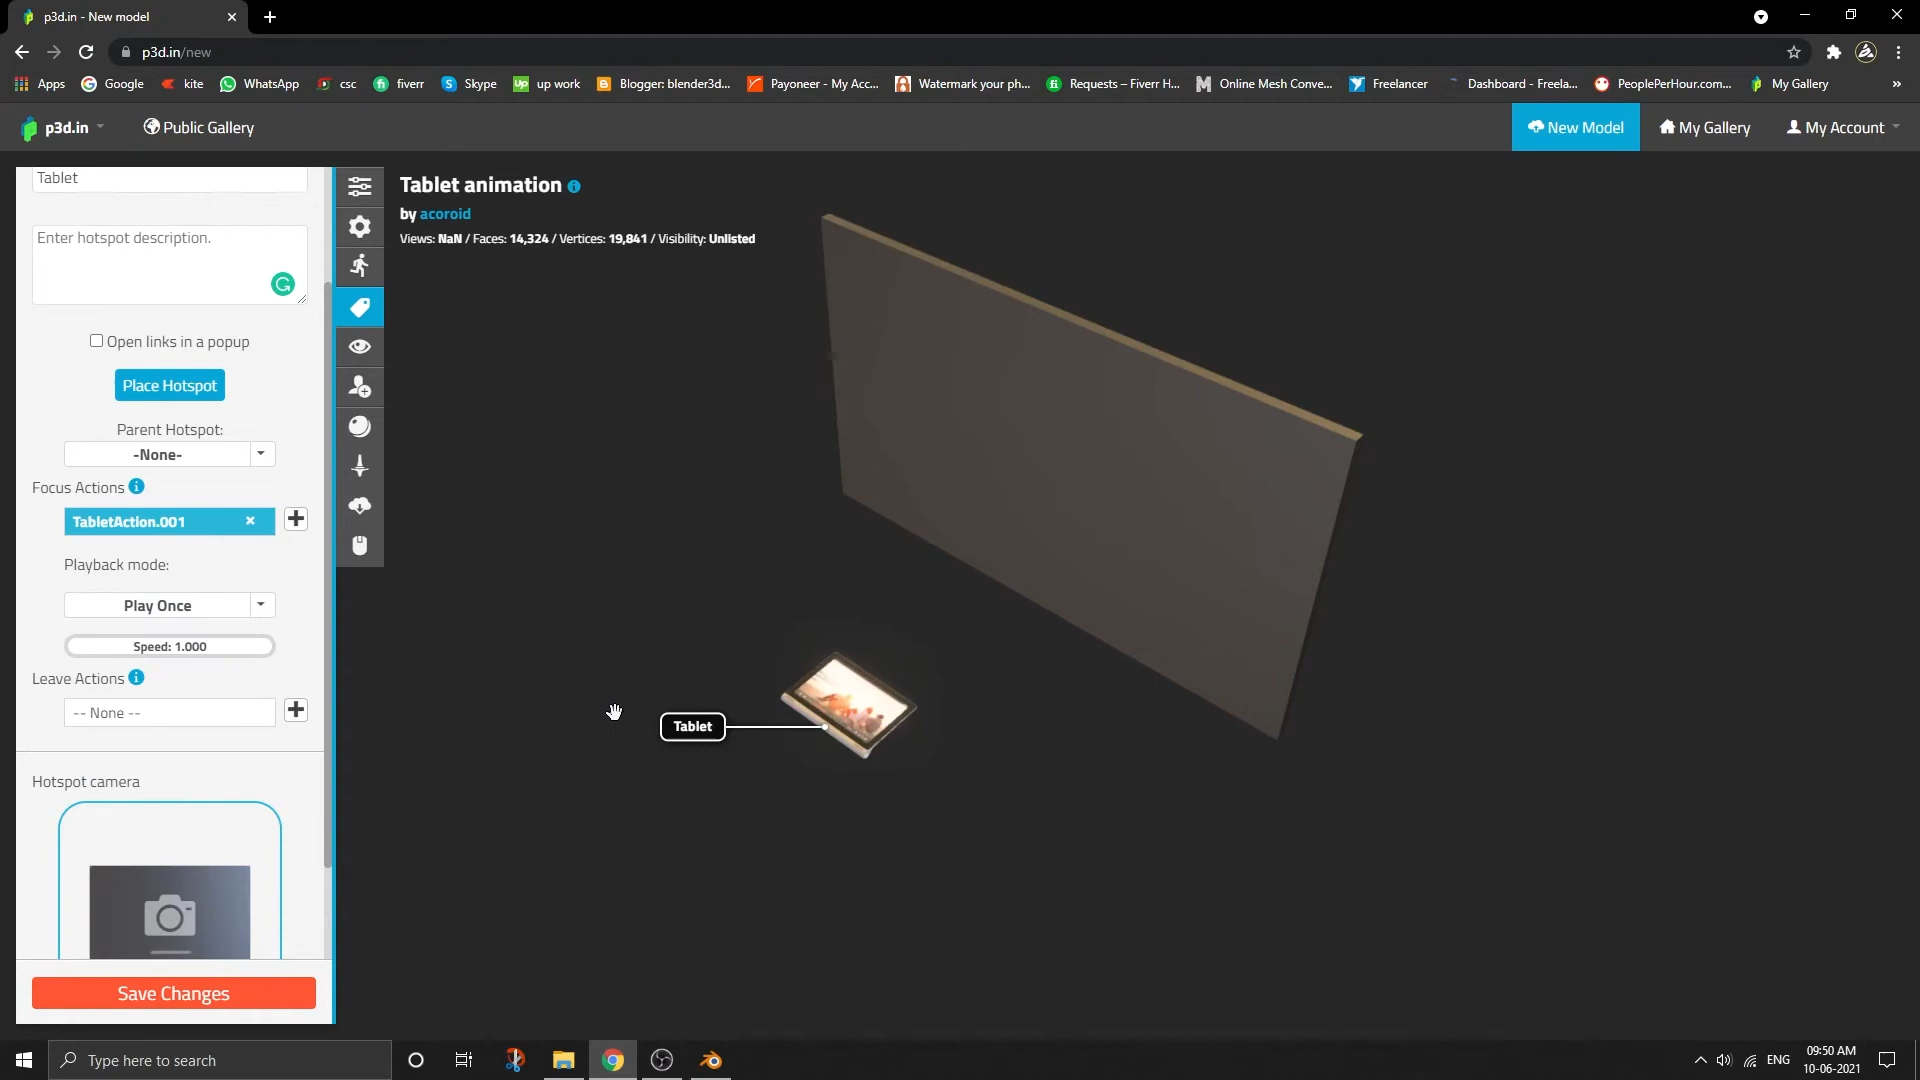 p3d.in - New model
p3d.in/new
Apps
Google
kite
WhatsApp
csc
fiverr
Skype
up work
Blogger: blender3d...
Payoneer - My Acc...
Watermark your ph...
Requests – Fiverr H...
Online Mesh Conve...
Freelancer
Dashboard - Freela...
PeoplePerHour.com...
My Gallery
»
p3d.in
Public Gallery
New Model
My Gallery
My Account
Tablet
Enter hotspot description.
Open links in a popup
Place Hotspot
Parent Hotspot:
-None-
Focus Actions
TabletAction.001
Playback mode:
Play Once
Speed: 1.000
Leave Actions
-- None --
Hotspot camera
Save Changes
Tablet animation
by acoroid
Views: NaN / Faces: 14,324 / Vertices: 19,841 / Visibility: Unlisted
Tablet
Type here to search
ENG
09:50 AM
10-06-2021